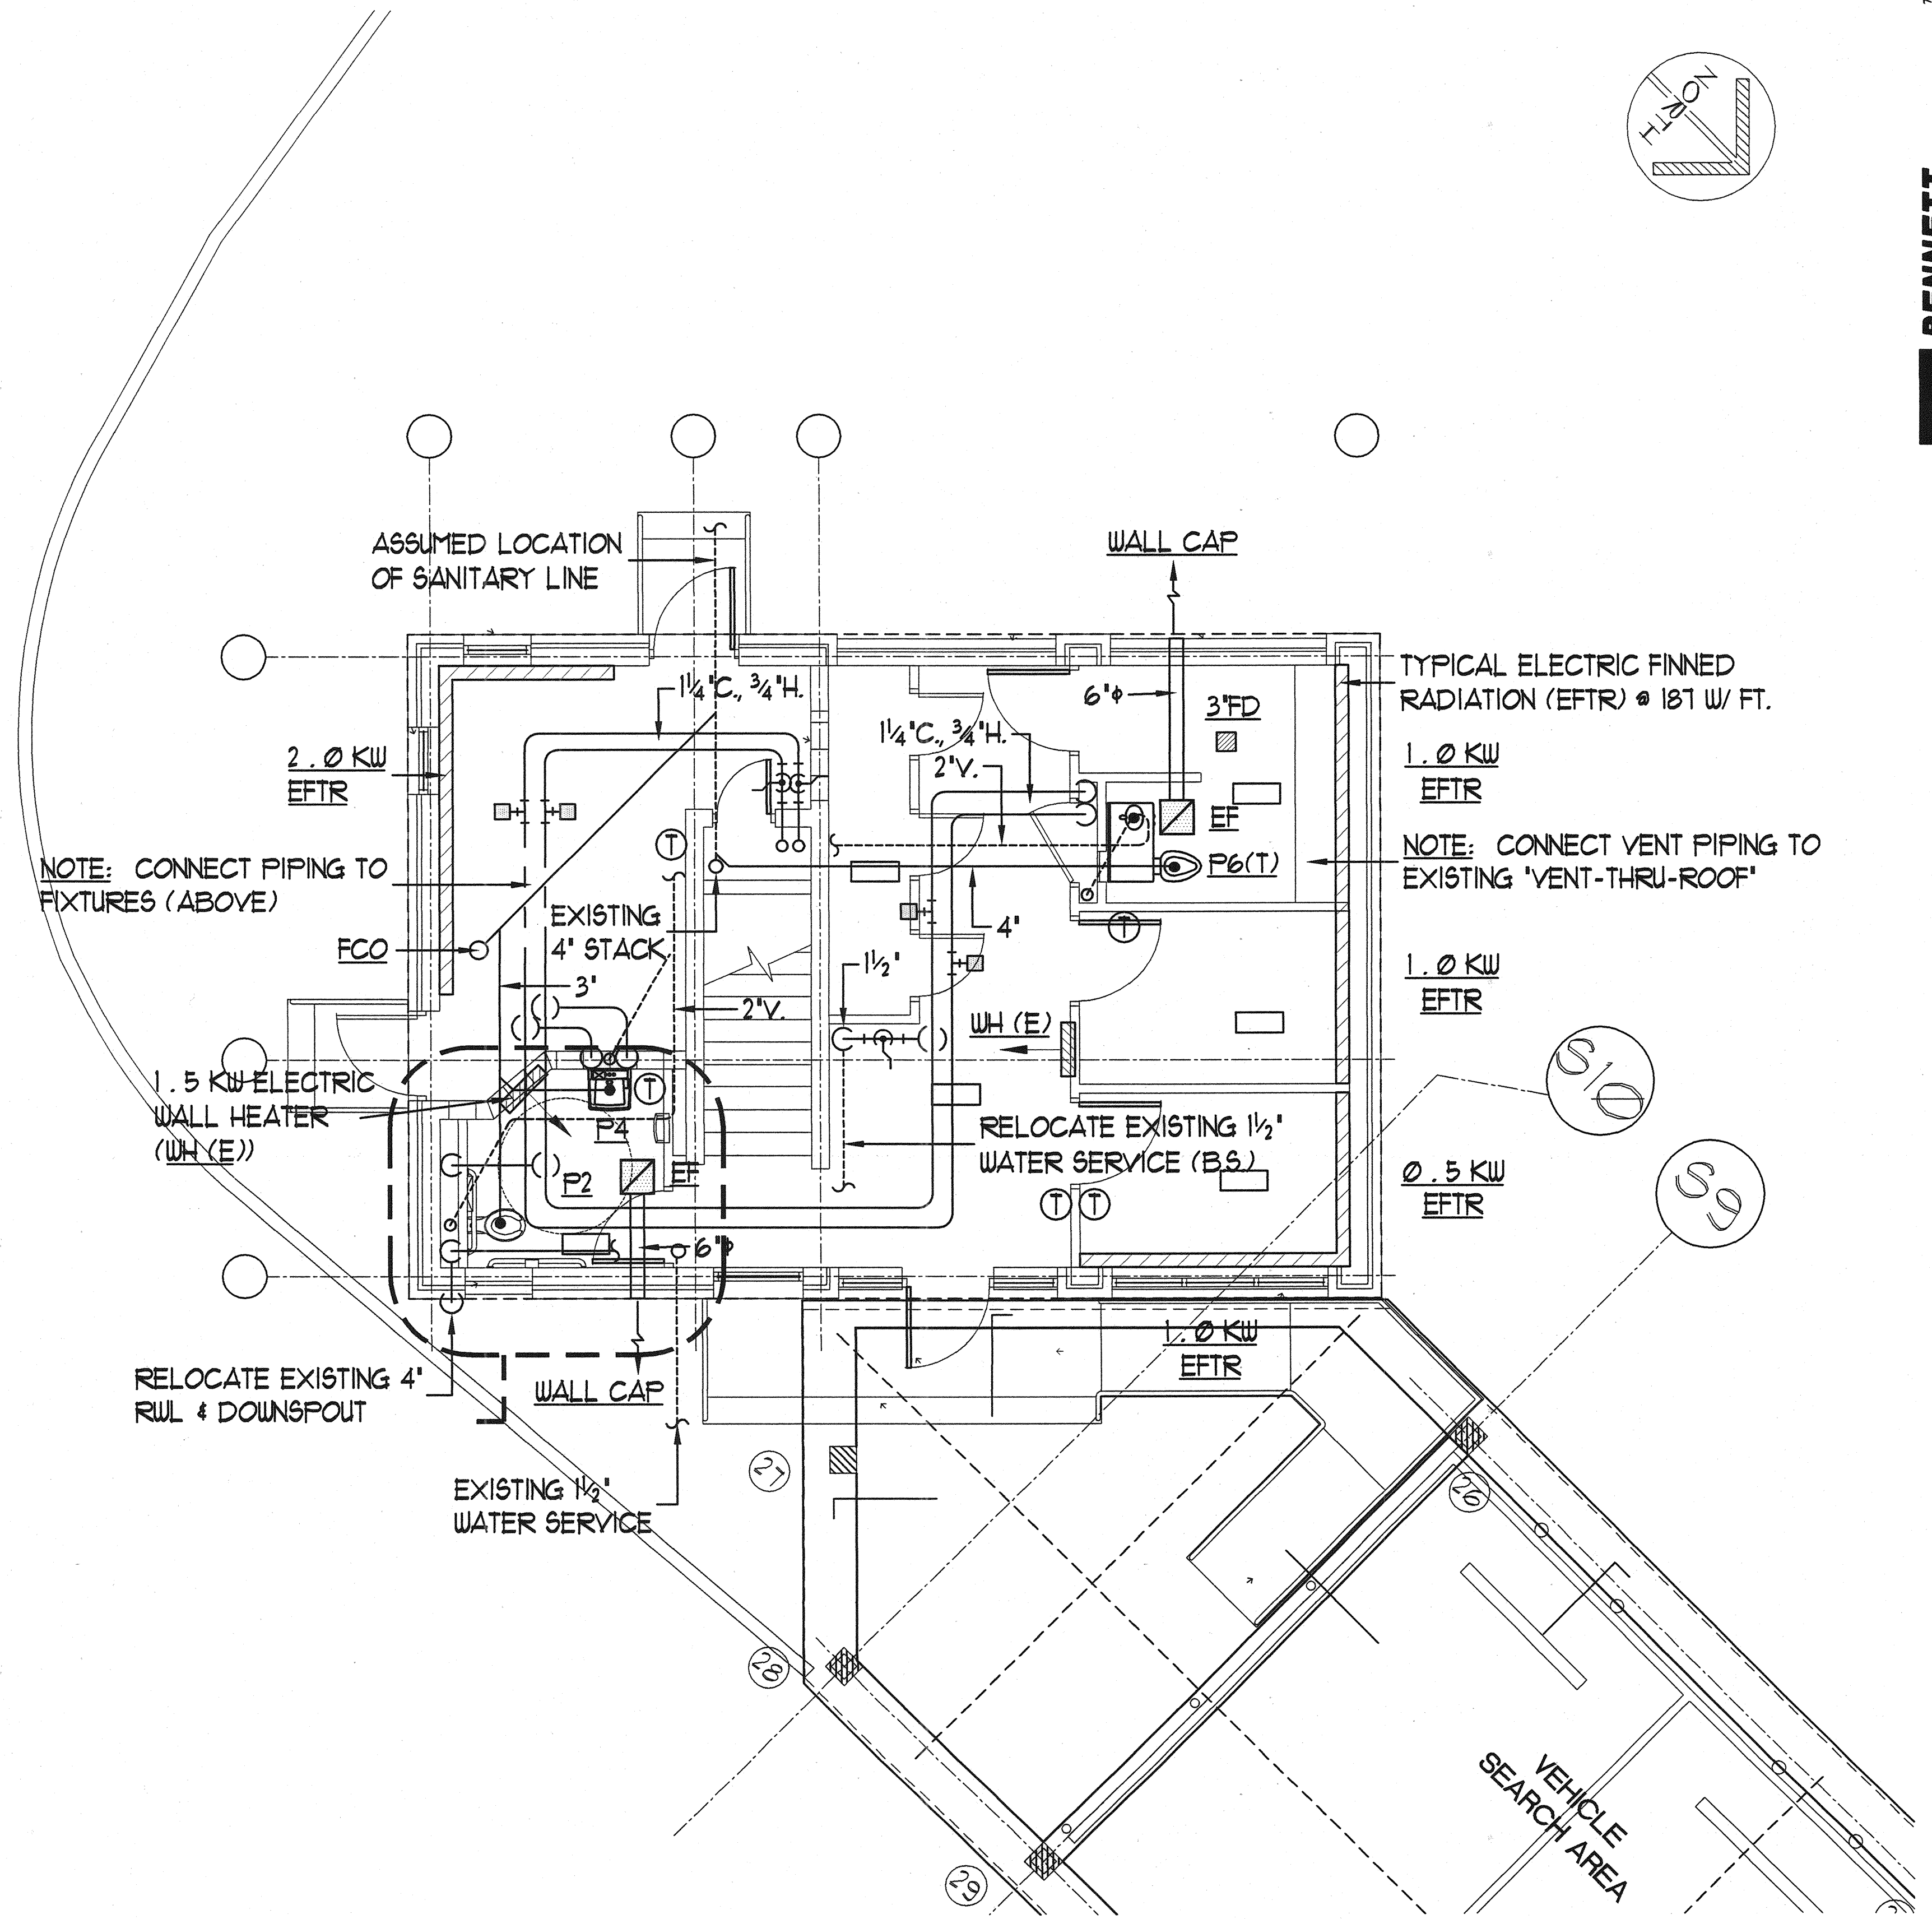 NORTH
BENNETT
ASSUMED LOCATION
OF SANITARY LINE
WALL CAP
TYPICAL ELECTRIC FINNED
RADIATION (EFTR) @ 187 W/ FT.
1¼"C., ¾"H.
6"ϕ
3"FD
1¼"C., ¾"H.
2"V.
2.0 KW
EFTR
1.0 KW
EFTR
T
EF
NOTE: CONNECT PIPING TO
FIXTURES (ABOVE)
P6(T)
NOTE: CONNECT VENT PIPING TO
EXISTING "VENT-THRU-ROOF"
EXISTING
4" STACK
4"
T
FCO
1½"
3"
2"V.
1.0 KW
EFTR
WH (E)
1.5 KW ELECTRIC
WALL HEATER
(WH (E))
T
P4
RELOCATE EXISTING 1½"
WATER SERVICE (B.S.)
S10
P2
EF
T
T
0.5 KW
EFTR
S9
6"ϕ
1.0 KW
EFTR
RELOCATE EXISTING 4"
RWL & DOWNSPOUT
WALL CAP
EXISTING 1½"
WATER SERVICE
27
26
28
29
VEHICLE
SEARCH AREA